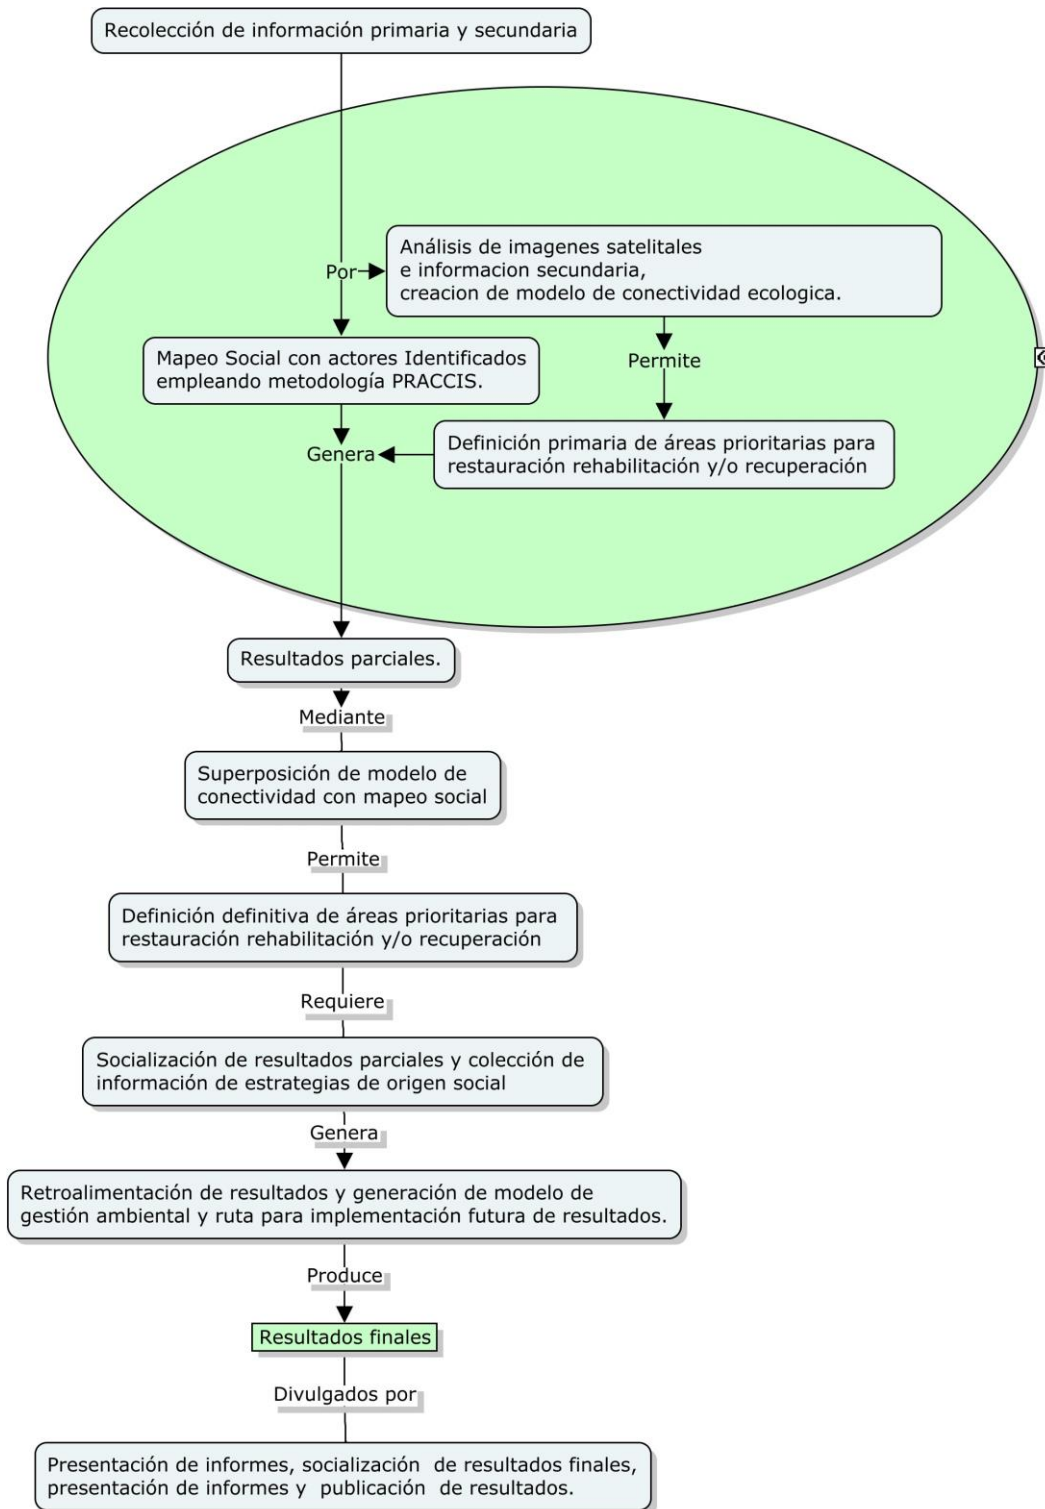 Recolección de información primaria y secundaria
Por
Análisis de imagenes satelitales
e informacion secundaria,
creacion de modelo de conectividad ecologica.
Mapeo Social con actores Identificados
empleando metodología PRACCIS.
Permite
Definición primaria de áreas prioritarias para
restauración rehabilitación y/o recuperación
Genera
Resultados parciales.
Mediante
Superposición de modelo de
conectividad con mapeo social
Permite
Definición definitiva de áreas prioritarias para
restauración rehabilitación y/o recuperación
Requiere
Socialización de resultados parciales y colección de
información de estrategias de origen social
Genera
Retroalimentación de resultados y generación de modelo de
gestión ambiental y ruta para implementación futura de resultados.
Produce
Resultados finales
Divulgados por
Presentación de informes, socialización  de resultados finales,
presentación de informes y  publicación  de resultados.